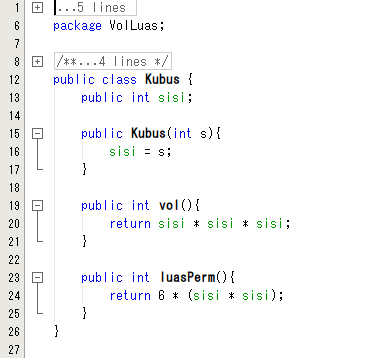 1 ...5 lines
6 package VolLuas;
7
8 /**...4 lines */
12 public class Kubus {
13     public int sisi;
14
15     public Kubus(int s){
16         sisi = s;
17     }
18
19     public int vol(){
20         return sisi * sisi * sisi;
21     }
22
23     public int luasPerm(){
24         return 6 * (sisi * sisi);
25     }
26 }
27